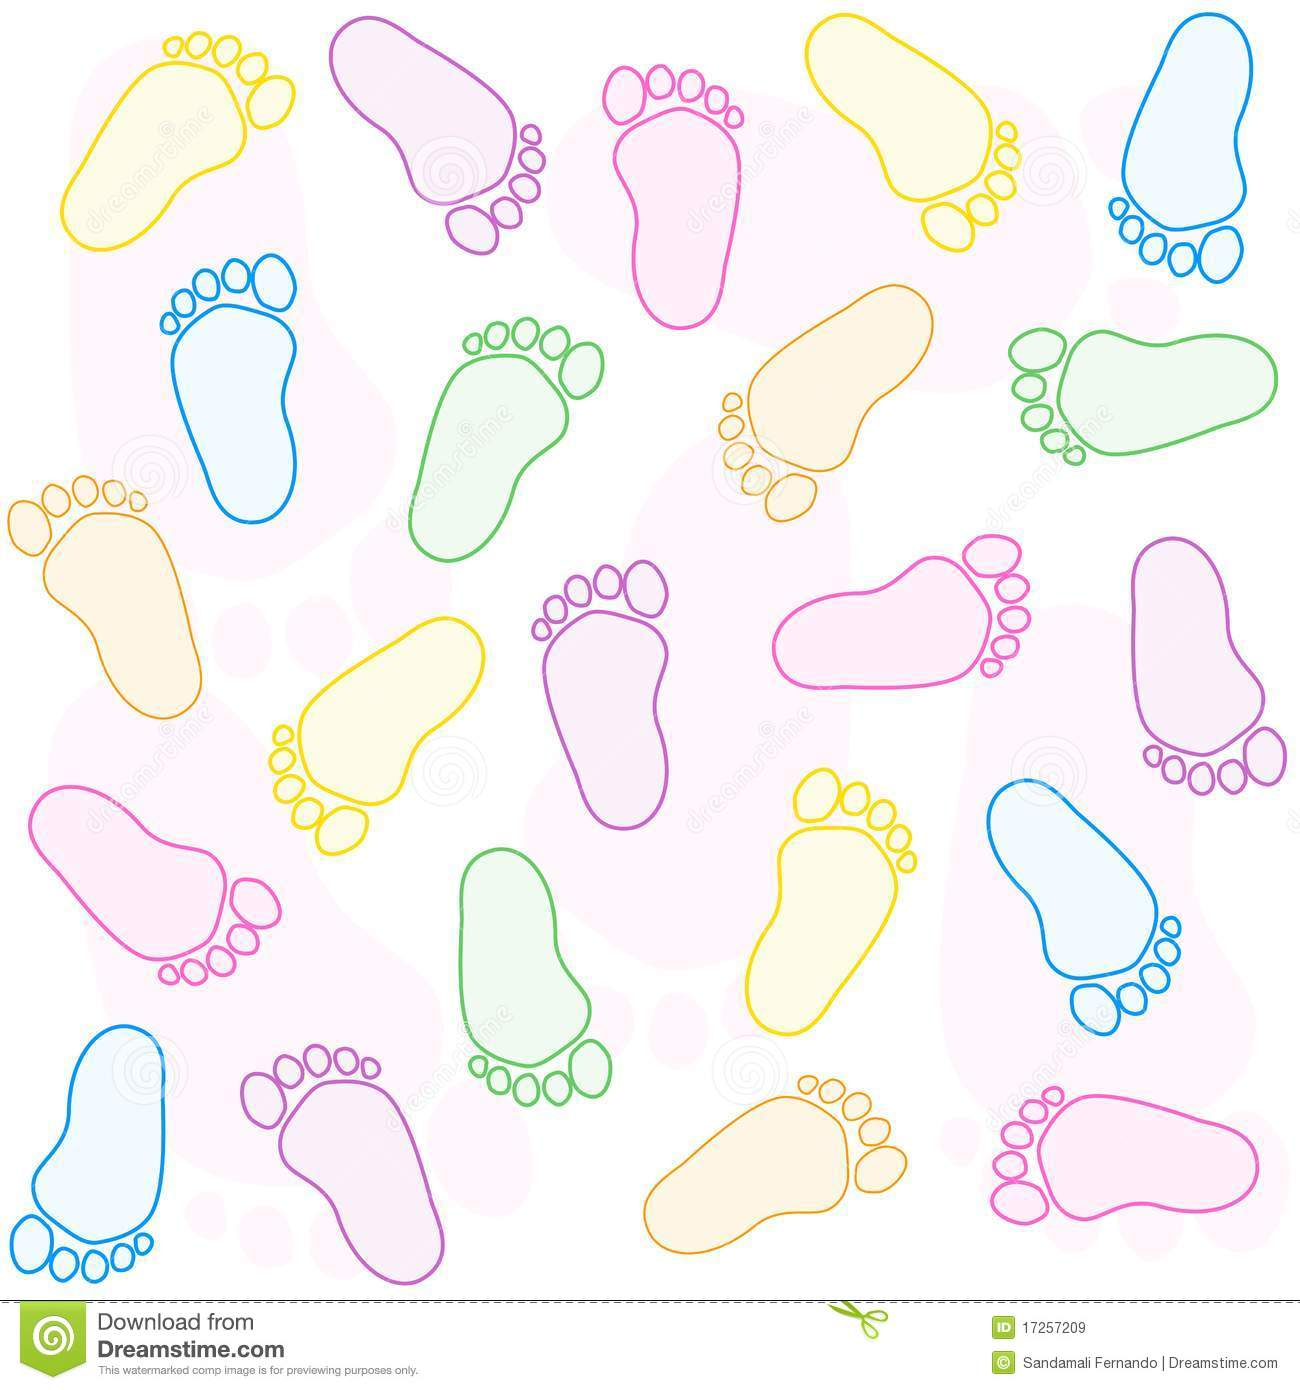 Download from
Dreamstime.com
This watermarked comp image is for previewing purposes only.
ID 17257209
© Sandamali Fernando | Dreamstime.com